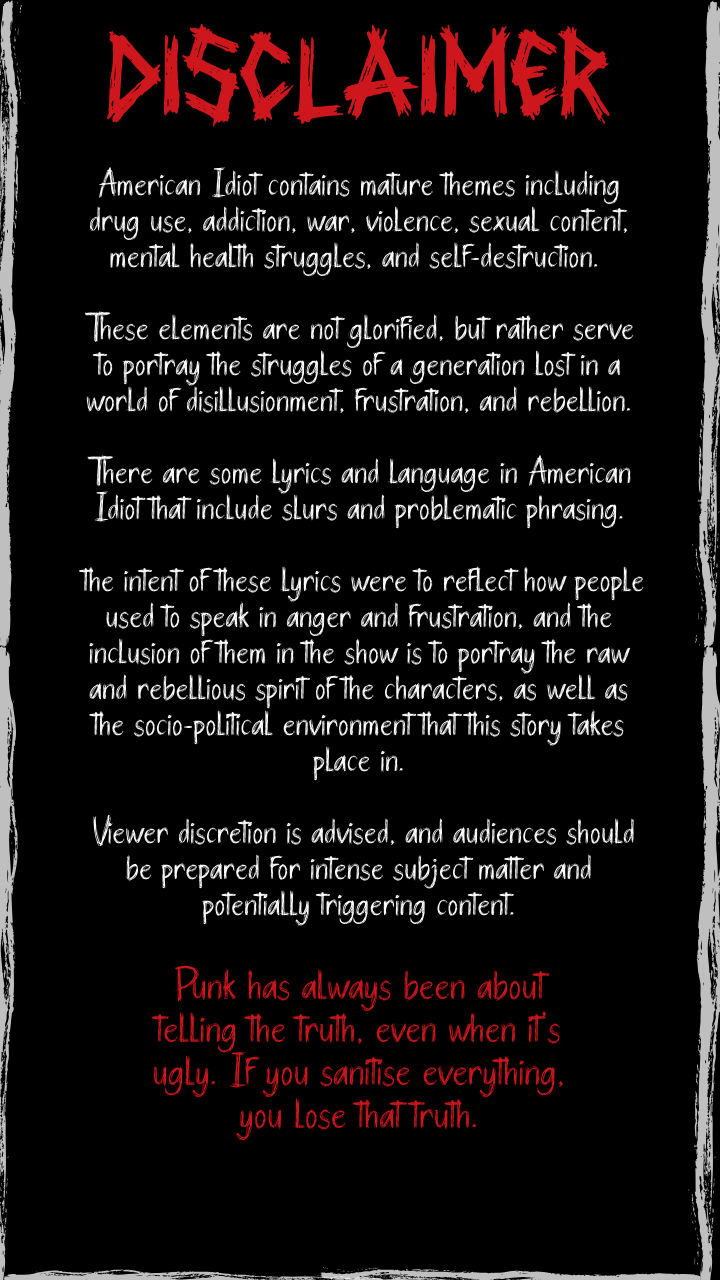 DISCLAIMER
American Idiot contains mature themes including
drug use, addiction, war, violence, sexual content,
mental health struggles, and self-destruction.
These elements are not glorified, but rather serve
to portray the struggles of a generation lost in a
world of disillusionment, frustration, and rebellion.
There are some lyrics and language in American
Idiot that include slurs and problematic phrasing.
the intent of these lyrics were to reflect how people
used to speak in anger and frustration, and the
inclusion of them in the show is to portray the raw
and rebellious spirit of the characters, as well as
the socio-political environment that this story takes
place in.
Viewer discretion is advised, and audiences should
be prepared for intense subject matter and
potentially triggering content.
Punk has always been about
telling the truth, even when it's
ugly. If you sanitise everything,
you lose that truth.